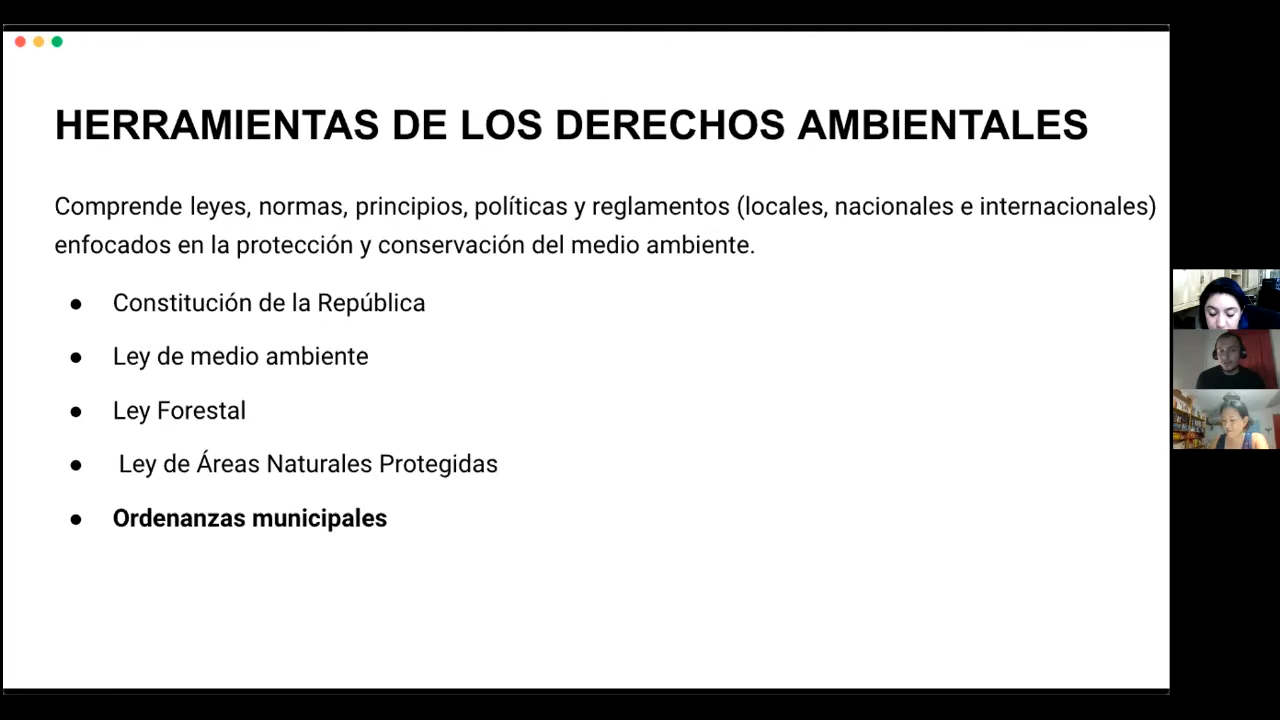 HERRAMIENTAS DE LOS DERECHOS AMBIENTALES
Comprende leyes, normas, principios, políticas y reglamentos (locales, nacionales e internacionales)
enfocados en la protección y conservación del medio ambiente.
● Constitución de la República
● Ley de medio ambiente
● Ley Forestal
● Ley de Áreas Naturales Protegidas
● Ordenanzas municipales